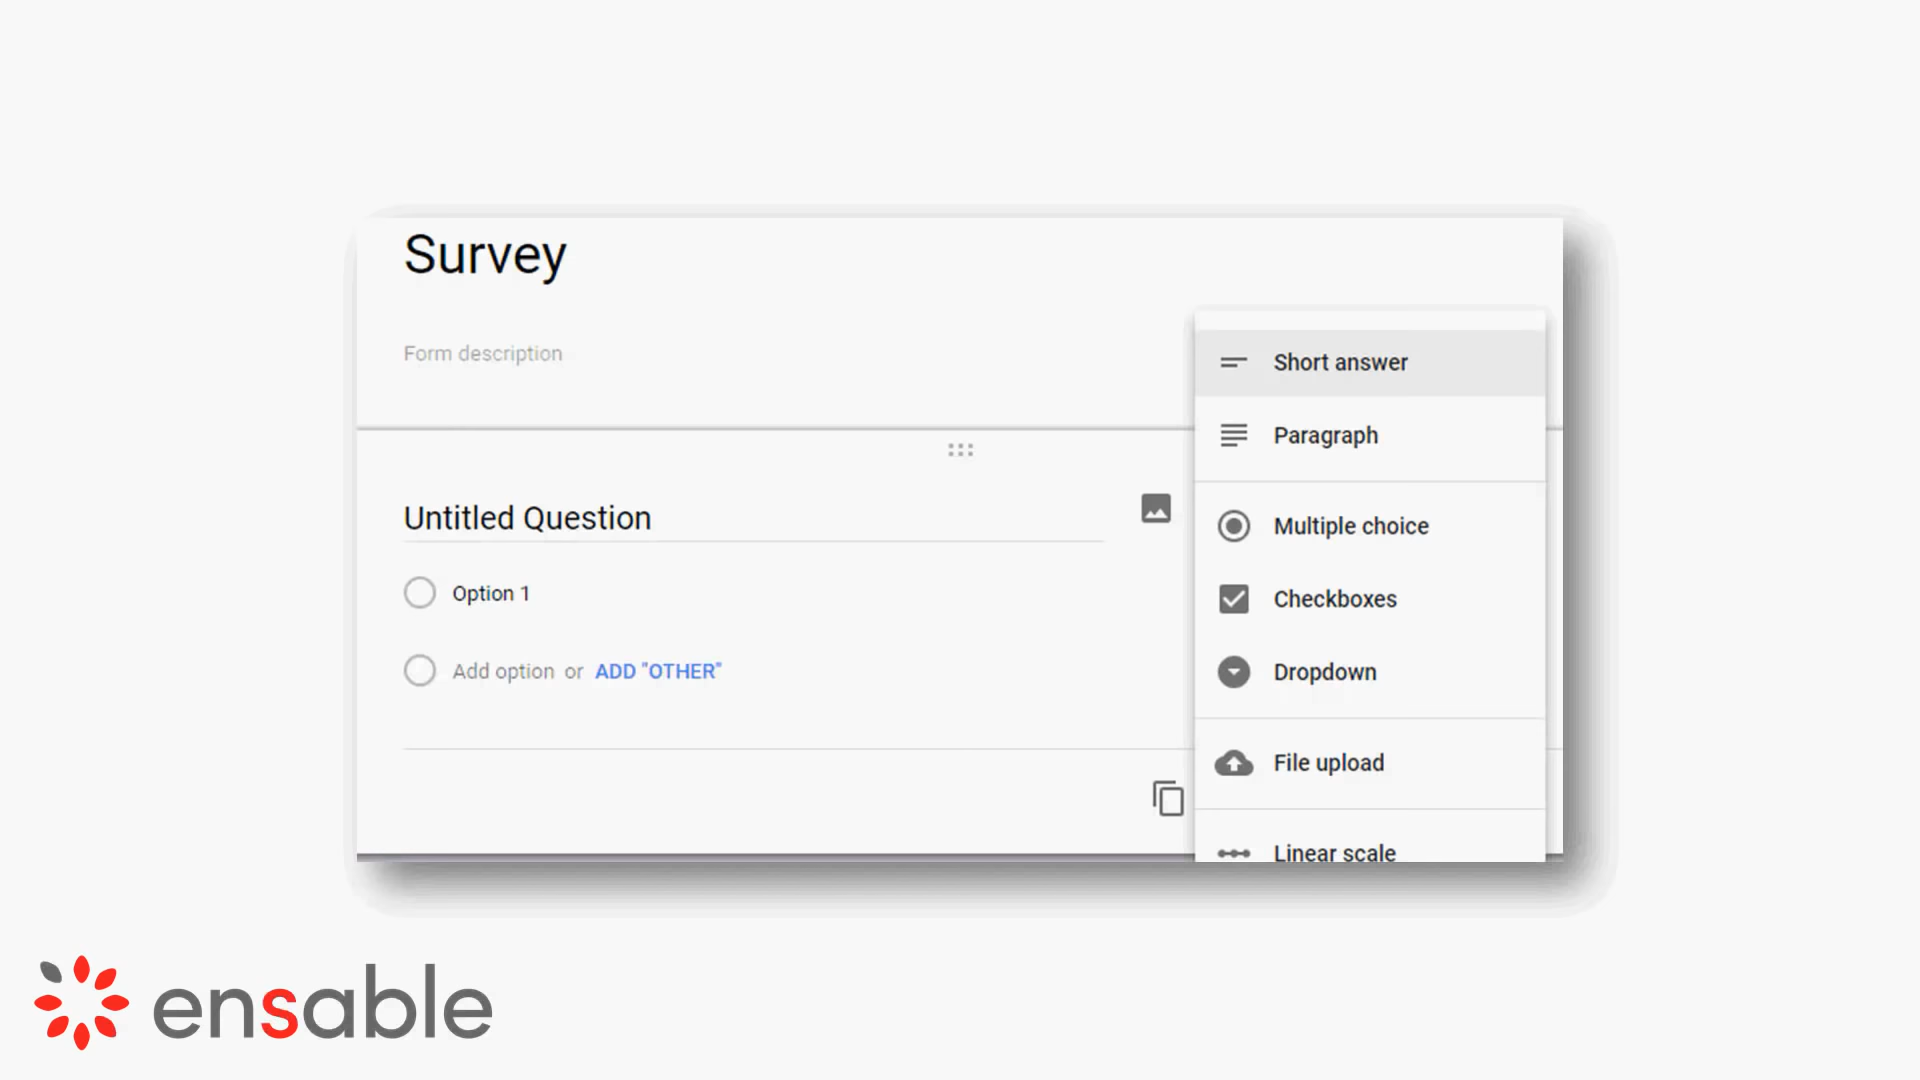 Survey
Form description
Untitled Question
Option 1
Add option or ADD "OTHER"
Short answer
Paragraph
Multiple choice
Checkboxes
Dropdown
File upload
Linear scale
ensable